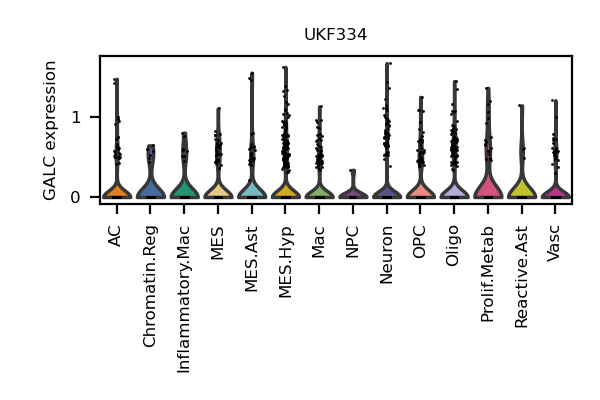 UKF334
GALC expression
1
0
AC
Chromatin.Reg
Inflammatory.Mac
MES
MES.Ast
MES.Hyp
Mac
NPC
Neuron
OPC
Oligo
Prolif.Metab
Reactive.Ast
Vasc